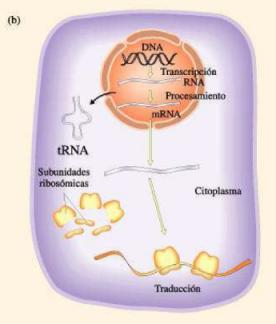 (b)
DNA
Transcripción
RNA
Procesamiento
mRNA
tRNA
Subunidades
ribosómicas
Citoplasma
Traducción